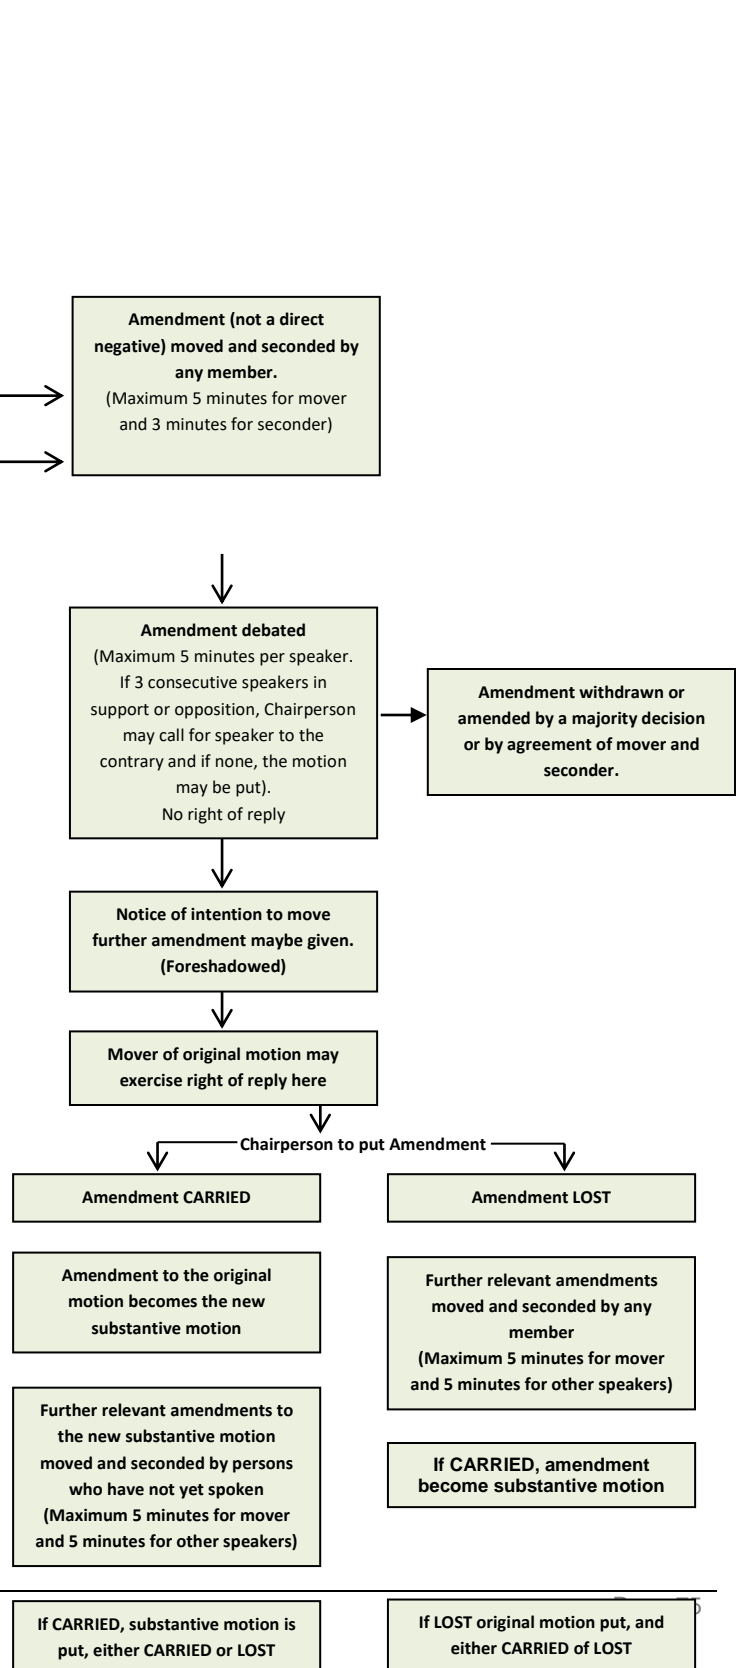 Amendment (not a direct
negative) moved and seconded by
any member.
(Maximum 5 minutes for mover
and 3 minutes for seconder)
Amendment debated
(Maximum 5 minutes per speaker.
If 3 consecutive speakers in
support or opposition, Chairperson
may call for speaker to the
contrary and if none, the motion
may be put).
No right of reply
Amendment withdrawn or
amended by a majority decision
or by agreement of mover and
seconder.
Notice of intention to move
further amendment maybe given.
(Foreshadowed)
Mover of original motion may
exercise right of reply here
Chairperson to put Amendment
Amendment CARRIED
Amendment to the original
motion becomes the new
substantive motion
Further relevant amendments to
the new substantive motion
moved and seconded by persons
who have not yet spoken
(Maximum 5 minutes for mover
and 5 minutes for other speakers)
If CARRIED, substantive motion is
put, either CARRIED or LOST
Amendment LOST
Further relevant amendments
moved and seconded by any
member
(Maximum 5 minutes for mover
and 5 minutes for other speakers)
If CARRIED, amendment
become substantive motion
If LOST original motion put, and
either CARRIED of LOST